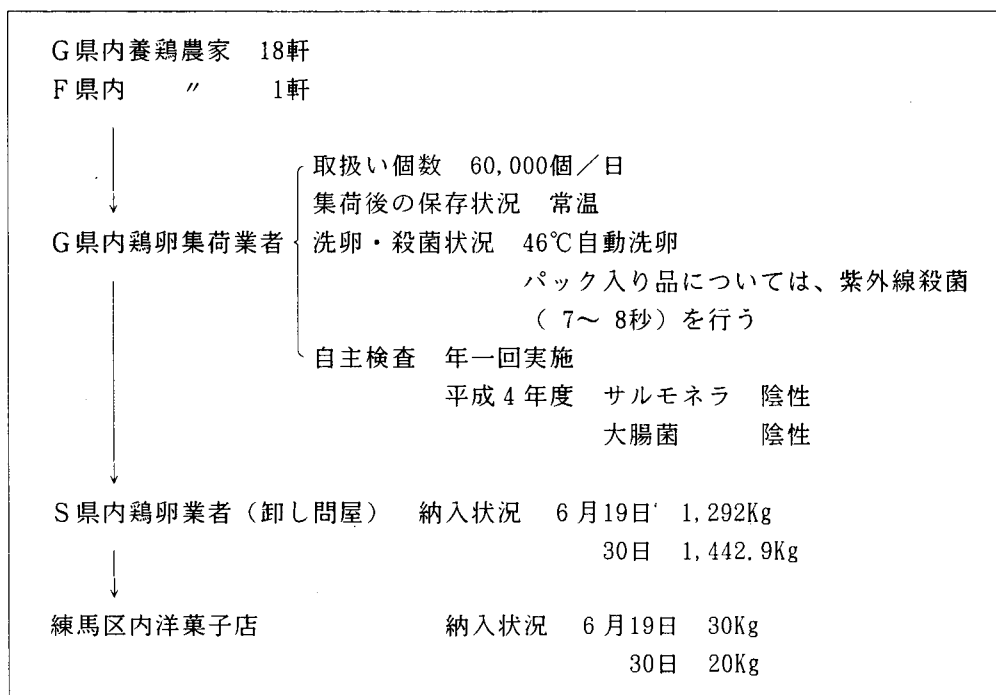 G県内養鶏農家 18軒
F県内 〃 1軒
取扱い個数 60,000個/日
集荷後の保存状況 常温
G県内鶏卵集荷業者 洗卵・殺菌状況 46℃自動洗卵
パック入り品については、紫外線殺菌
( 7~ 8秒)を行う
自主検査 年一回実施
平成4年度 サルモネラ 陰性
大腸菌 陰性
S県内鶏卵業者(卸し問屋) 納入状況 6月19日 1,292Kg
30日 1,442.9Kg
練馬区内洋菓子店 納入状況 6月19日 30Kg
30日 20Kg